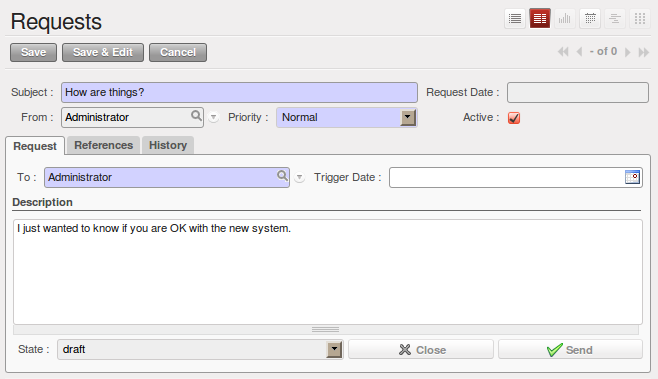 Requests
Save Save & Edit Cancel - of 0
Subject : How are things? Request Date :
From : Administrator Priority : Normal Active :
Request References History
To : Administrator Trigger Date :
Description
I just wanted to know if you are OK with the new system.
State : draft Close Send